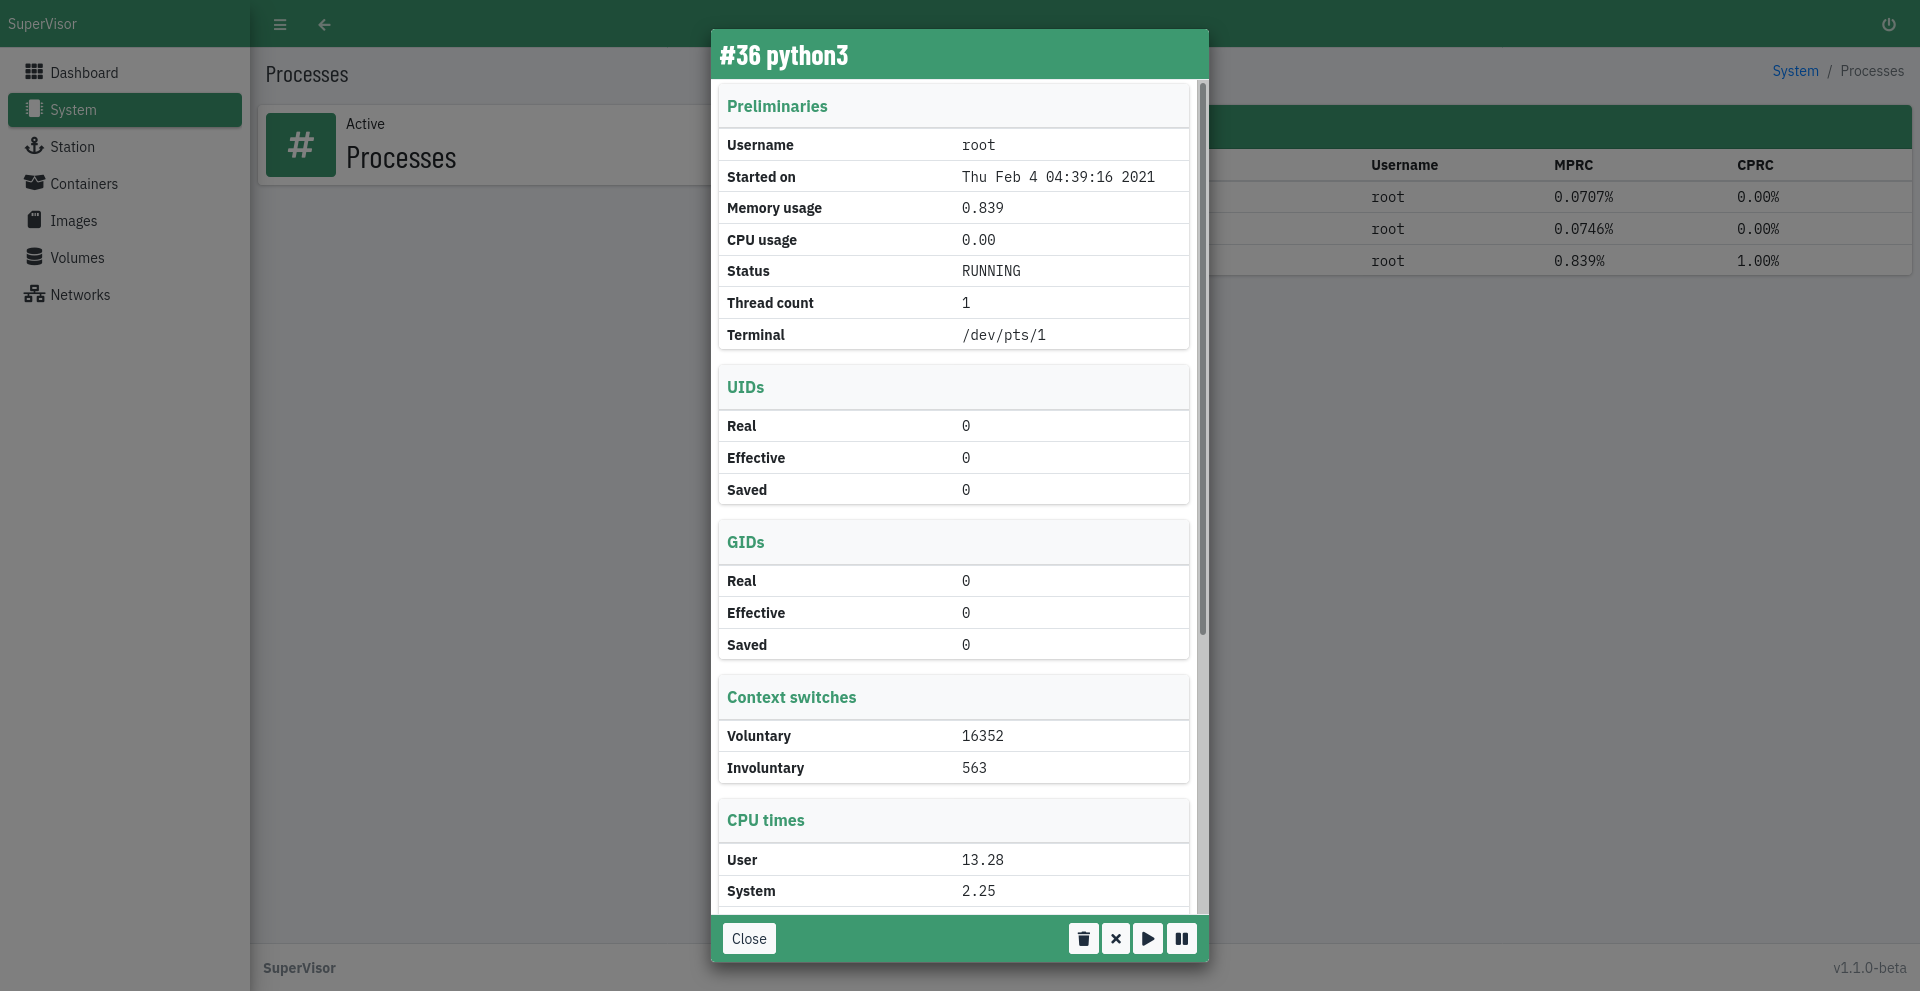 SuperVisor
Dashboard
System
Station
Containers
Images
Volumes
Networks
Processes
System / Processes
# Active
Processes
Username MPRC CPRC
root 0.0707% 0.00%
root 0.0746% 0.00%
root 0.839% 1.00%
#36 python3
Preliminaries
Username root
Started on Thu Feb 4 04:39:16 2021
Memory usage 0.839
CPU usage 0.00
Status RUNNING
Thread count 1
Terminal /dev/pts/1
UIDs
Real 0
Effective 0
Saved 0
GIDs
Real 0
Effective 0
Saved 0
Context switches
Voluntary 16352
Involuntary 563
CPU times
User 13.28
System 2.25
Close
SuperVisor
v1.1.0-beta